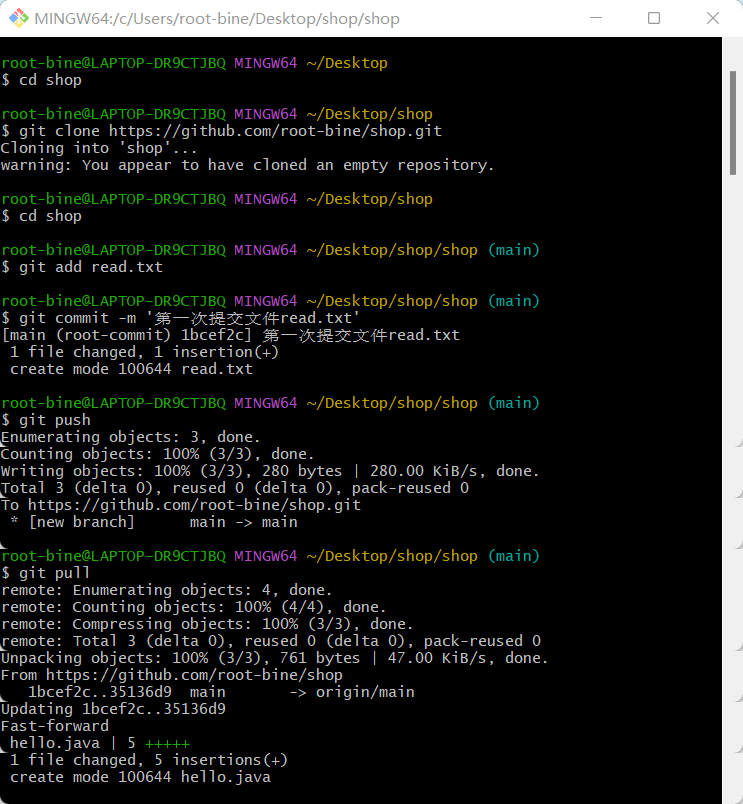 MINGW64:/c/Users/root-bine/Desktop/shop/shop
root-bine@LAPTOP-DR9CTJBQ MINGW64 ~/Desktop
$ cd shop
root-bine@LAPTOP-DR9CTJBQ MINGW64 ~/Desktop/shop
$ git clone https://github.com/root-bine/shop.git
Cloning into 'shop'...
warning: You appear to have cloned an empty repository.
root-bine@LAPTOP-DR9CTJBQ MINGW64 ~/Desktop/shop
$ cd shop
root-bine@LAPTOP-DR9CTJBQ MINGW64 ~/Desktop/shop/shop (main)
$ git add read.txt
root-bine@LAPTOP-DR9CTJBQ MINGW64 ~/Desktop/shop/shop (main)
$ git commit -m '第一次提交文件read.txt'
[main (root-commit) 1bcef2c] 第一次提交文件read.txt
 1 file changed, 1 insertion(+)
 create mode 100644 read.txt
root-bine@LAPTOP-DR9CTJBQ MINGW64 ~/Desktop/shop/shop (main)
$ git push
Enumerating objects: 3, done.
Counting objects: 100% (3/3), done.
Writing objects: 100% (3/3), 280 bytes | 280.00 KiB/s, done.
Total 3 (delta 0), reused 0 (delta 0), pack-reused 0
To https://github.com/root-bine/shop.git
 * [new branch]      main -> main
root-bine@LAPTOP-DR9CTJBQ MINGW64 ~/Desktop/shop/shop (main)
$ git pull
remote: Enumerating objects: 4, done.
remote: Counting objects: 100% (4/4), done.
remote: Compressing objects: 100% (3/3), done.
remote: Total 3 (delta 0), reused 0 (delta 0), pack-reused 0
Unpacking objects: 100% (3/3), 761 bytes | 47.00 KiB/s, done.
From https://github.com/root-bine/shop
   1bcef2c..35136d9  main       -> origin/main
Updating 1bcef2c..35136d9
Fast-forward
 hello.java | 5 +++++
 1 file changed, 5 insertions(+)
 create mode 100644 hello.java